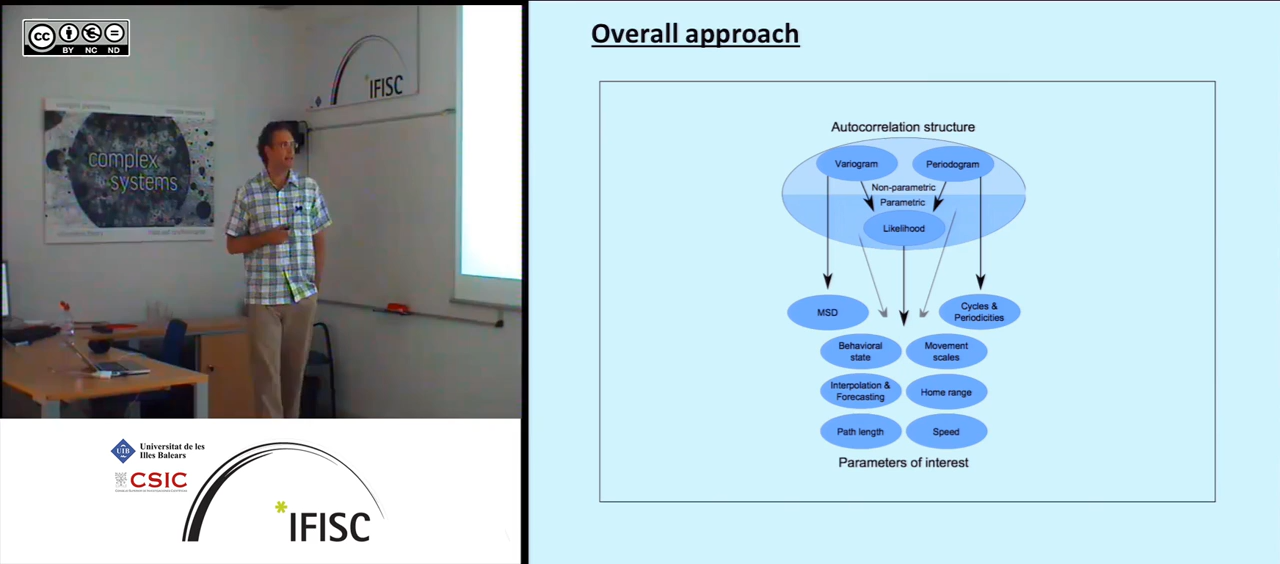 cc
BY NC ND
IFISC
complex
systems
Universitat de les
Illes Balears
UIB
CSIC
IFISC
Overall approach
Autocorrelation structure
Variogram
Periodogram
Non-parametric
Parametric
Likelihood
MSD
Cycles &
Periodicities
Behavioral
state
Movement
scales
Interpolation &
Forecasting
Home range
Path length
Speed
Parameters of interest